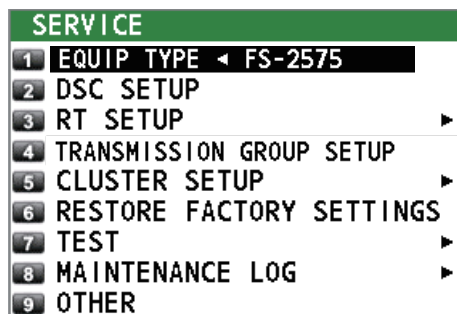 SERVICE
1 EQUIP TYPE ◄ FS-2575
2 DSC SETUP
3 RT SETUP ►
4 TRANSMISSION GROUP SETUP
5 CLUSTER SETUP ►
6 RESTORE FACTORY SETTINGS
7 TEST ►
8 MAINTENANCE LOG ►
9 OTHER